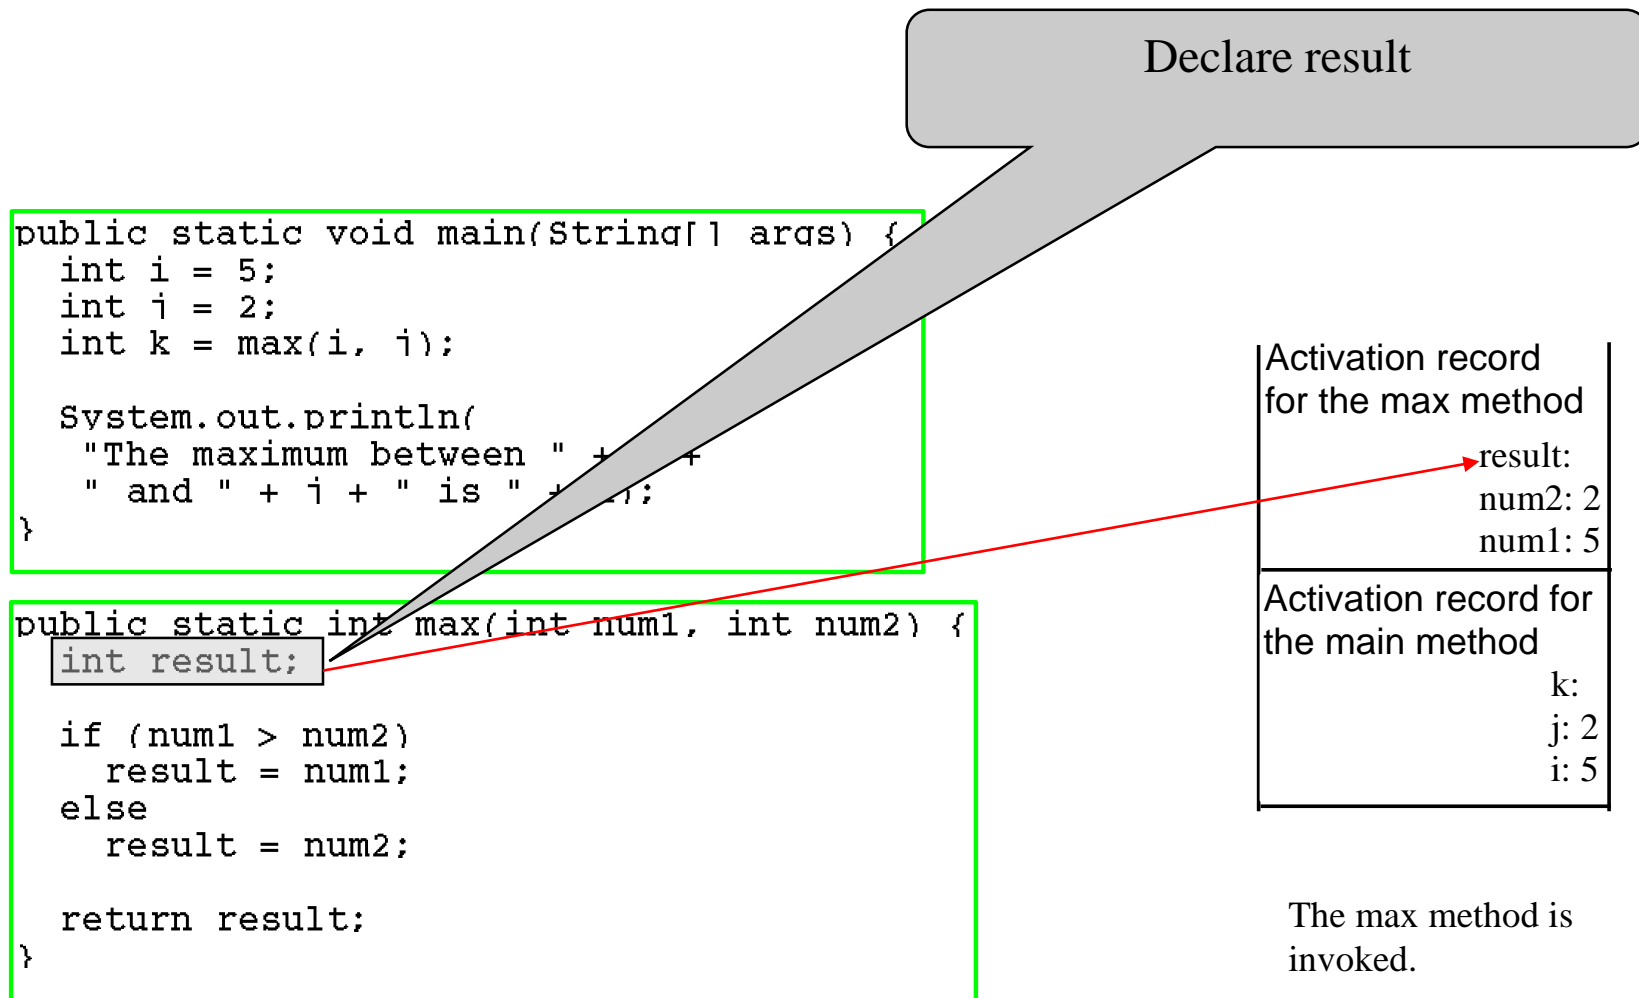 Declare result
public static void main(String[] args) {
int i = 5;
int j = 2;
int k = max(i, j);
System.out.println(
"The maximum between " + +
" and " + j + " is " + );
}
public static int max(int num1, int num2) {
int result;
if (num1 > num2)
result = num1;
else
result = num2;
return result;
}
Activation record
for the max method
result:
num2: 2
num1: 5
Activation record for
the main method
k:
j: 2
i: 5
The max method is
invoked.